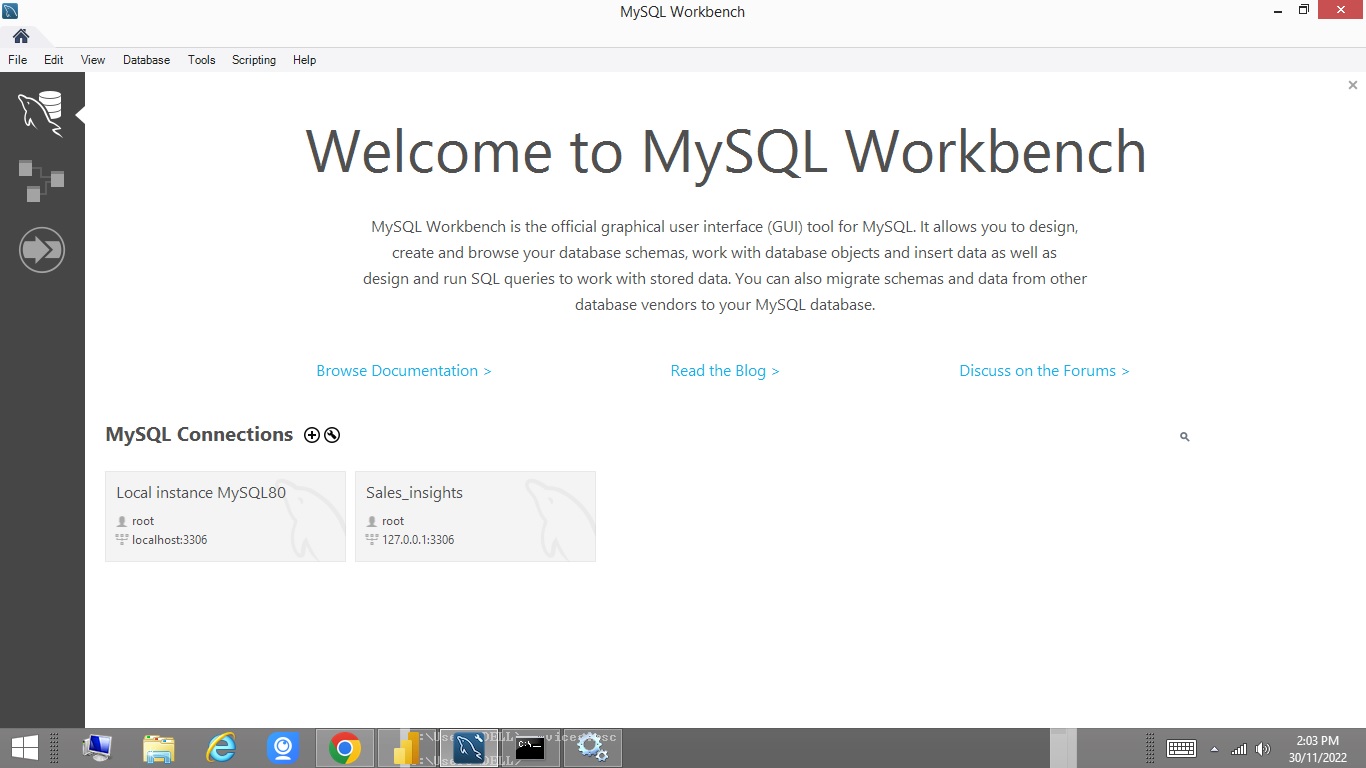 MySQL Workbench
File Edit View Database Tools Scripting Help
Welcome to MySQL Workbench
MySQL Workbench is the official graphical user interface (GUI) tool for MySQL. It allows you to design,
create and browse your database schemas, work with database objects and insert data as well as
design and run SQL queries to work with stored data. You can also migrate schemas and data from other
database vendors to your MySQL database.
Browse Documentation > Read the Blog > Discuss on the Forums >
MySQL Connections
Local instance MySQL80
root
localhost:3306
Sales_insights
root
127.0.0.1:3306
2:03 PM
30/11/2022